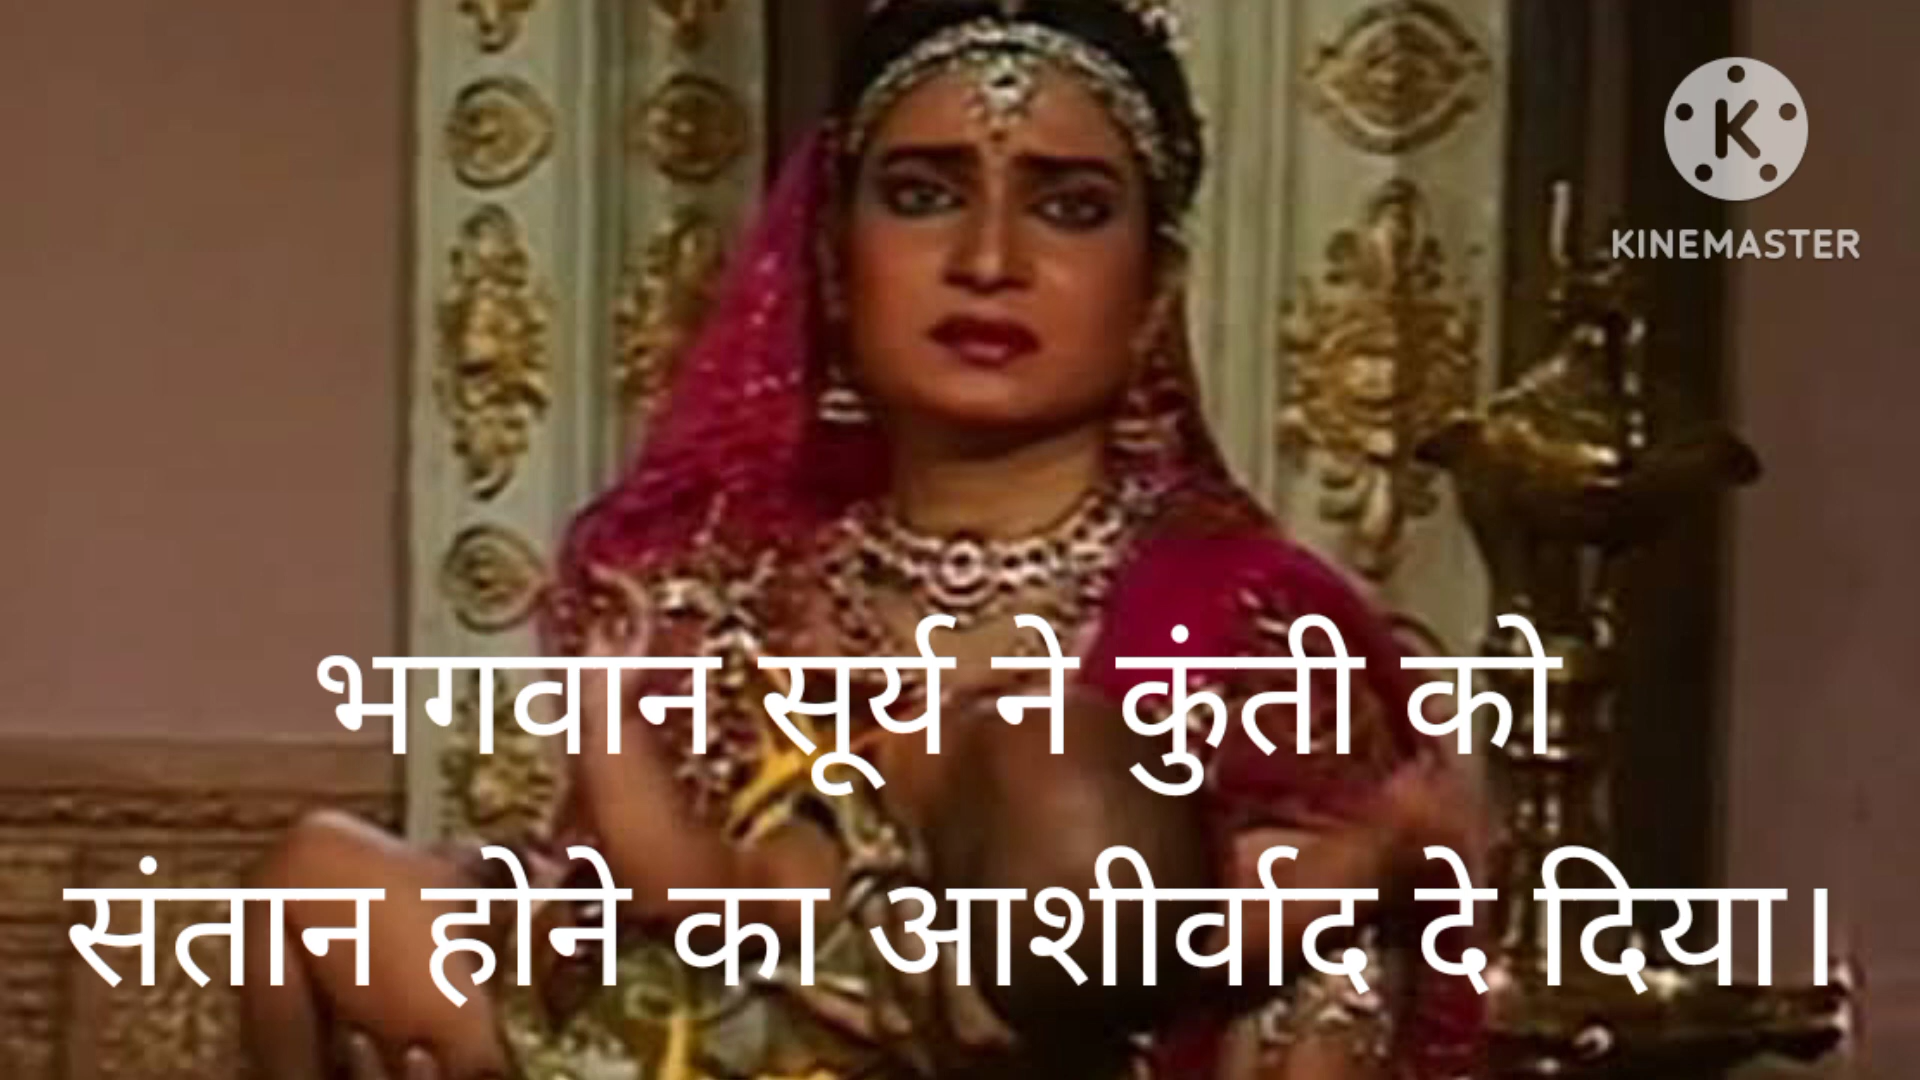 K
KINEMASTER
भगवान सूर्य ने कुंती को
संतान होने का आशीर्वाद दे दिया।